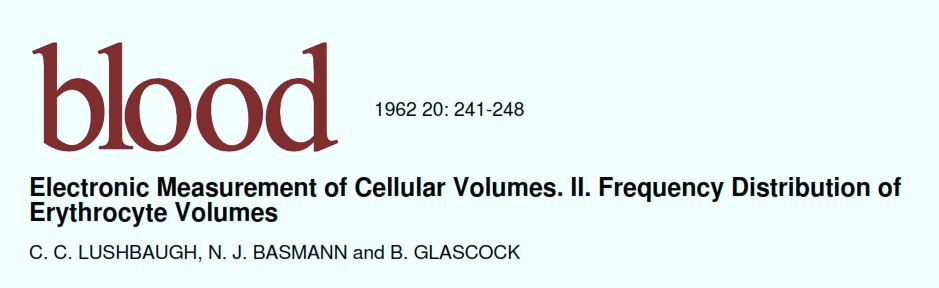 blood
1962 20: 241-248
Electronic Measurement of Cellular Volumes. II. Frequency Distribution of
Erythrocyte Volumes
C. C. LUSHBAUGH, N. J. BASMANN and B. GLASCOCK